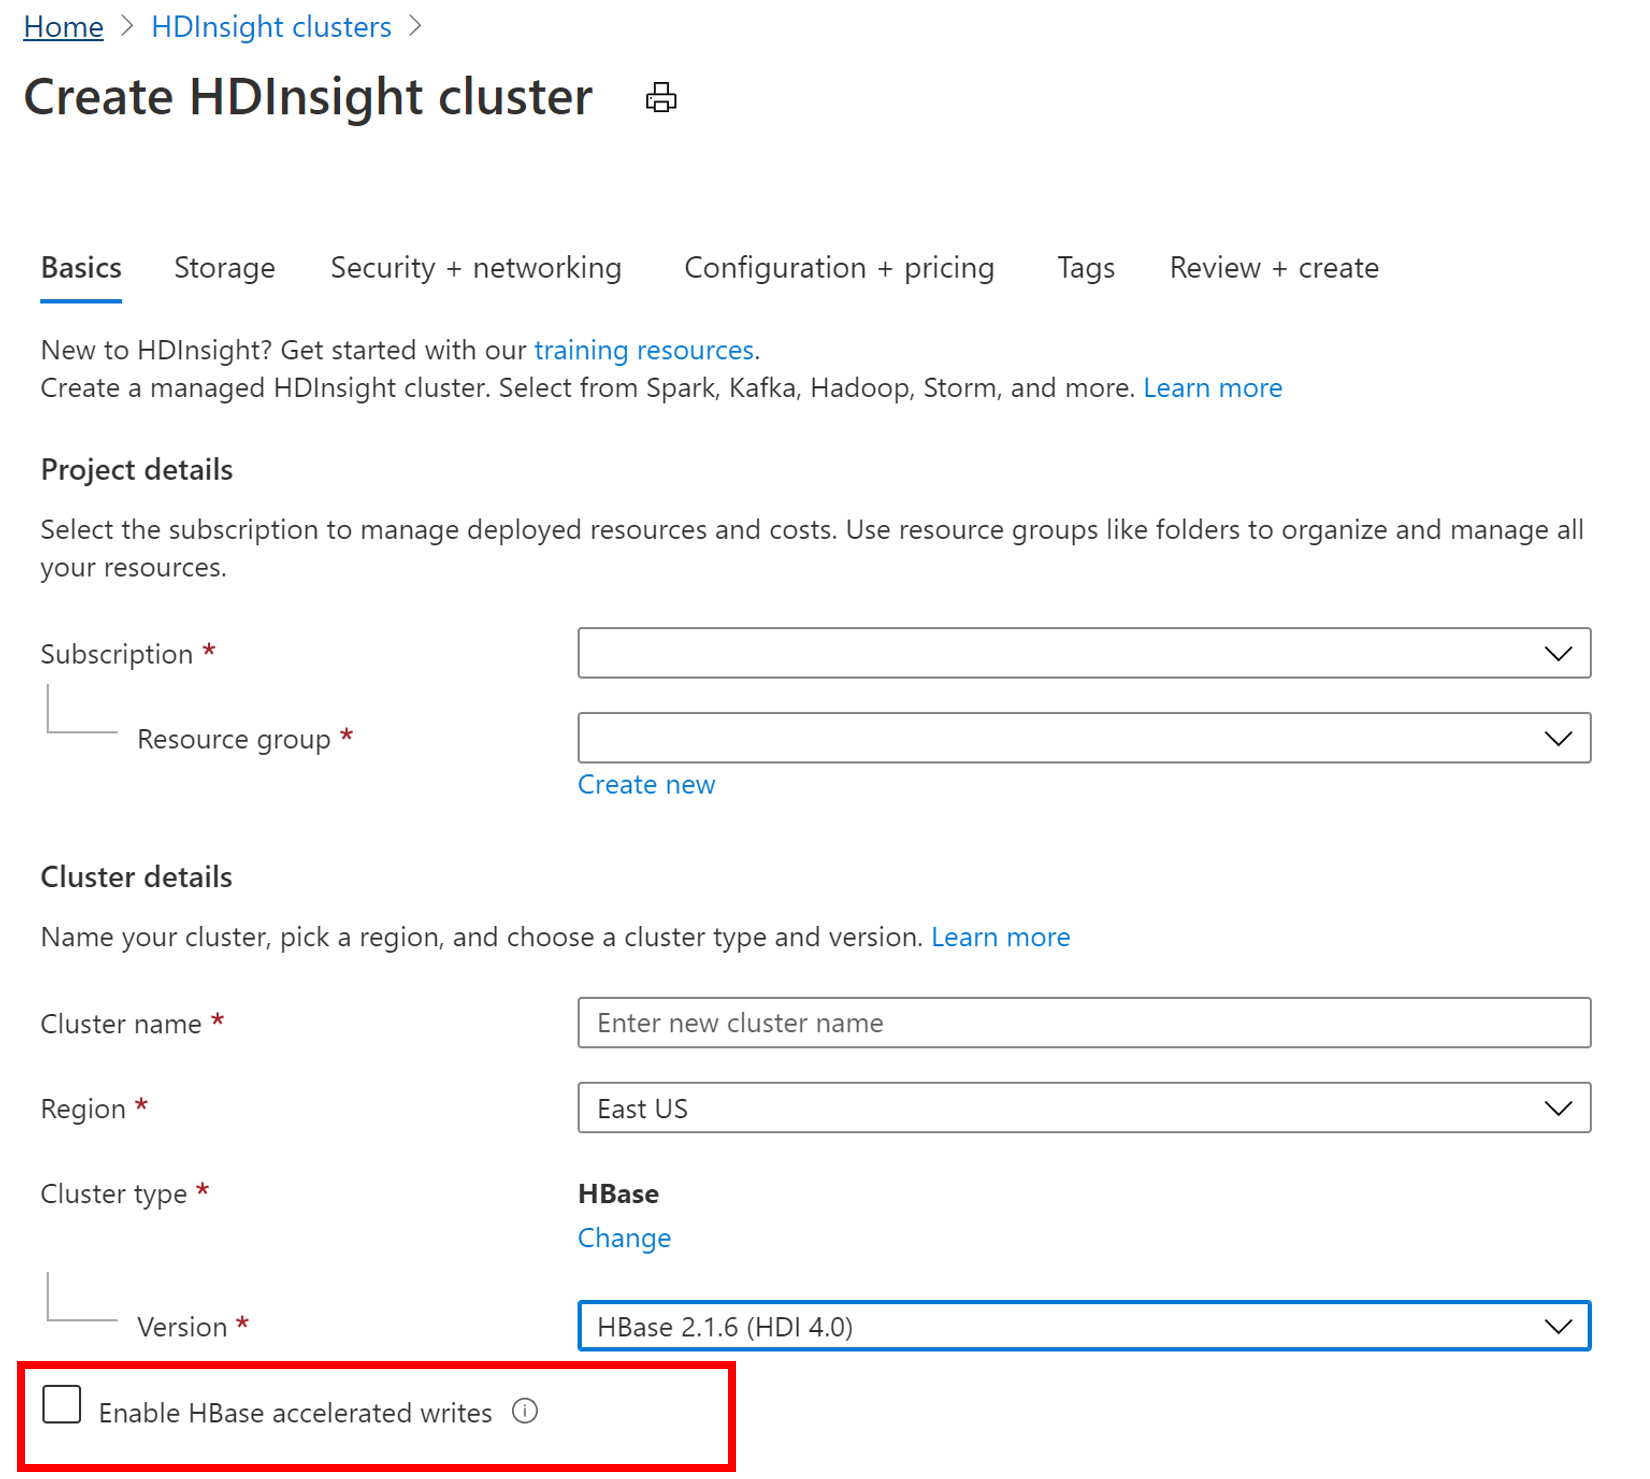 Home > HDInsight clusters >
Create HDInsight cluster
Basics Storage Security + networking Configuration + pricing Tags Review + create
New to HDInsight? Get started with our training resources.
Create a managed HDInsight cluster. Select from Spark, Kafka, Hadoop, Storm, and more. Learn more
Project details
Select the subscription to manage deployed resources and costs. Use resource groups like folders to organize and manage all
your resources.
Subscription *
Resource group *
Create new
Cluster details
Name your cluster, pick a region, and choose a cluster type and version. Learn more
Cluster name * Enter new cluster name
Region * East US
Cluster type * HBase
Change
Version * HBase 2.1.6 (HDI 4.0)
Enable HBase accelerated writes